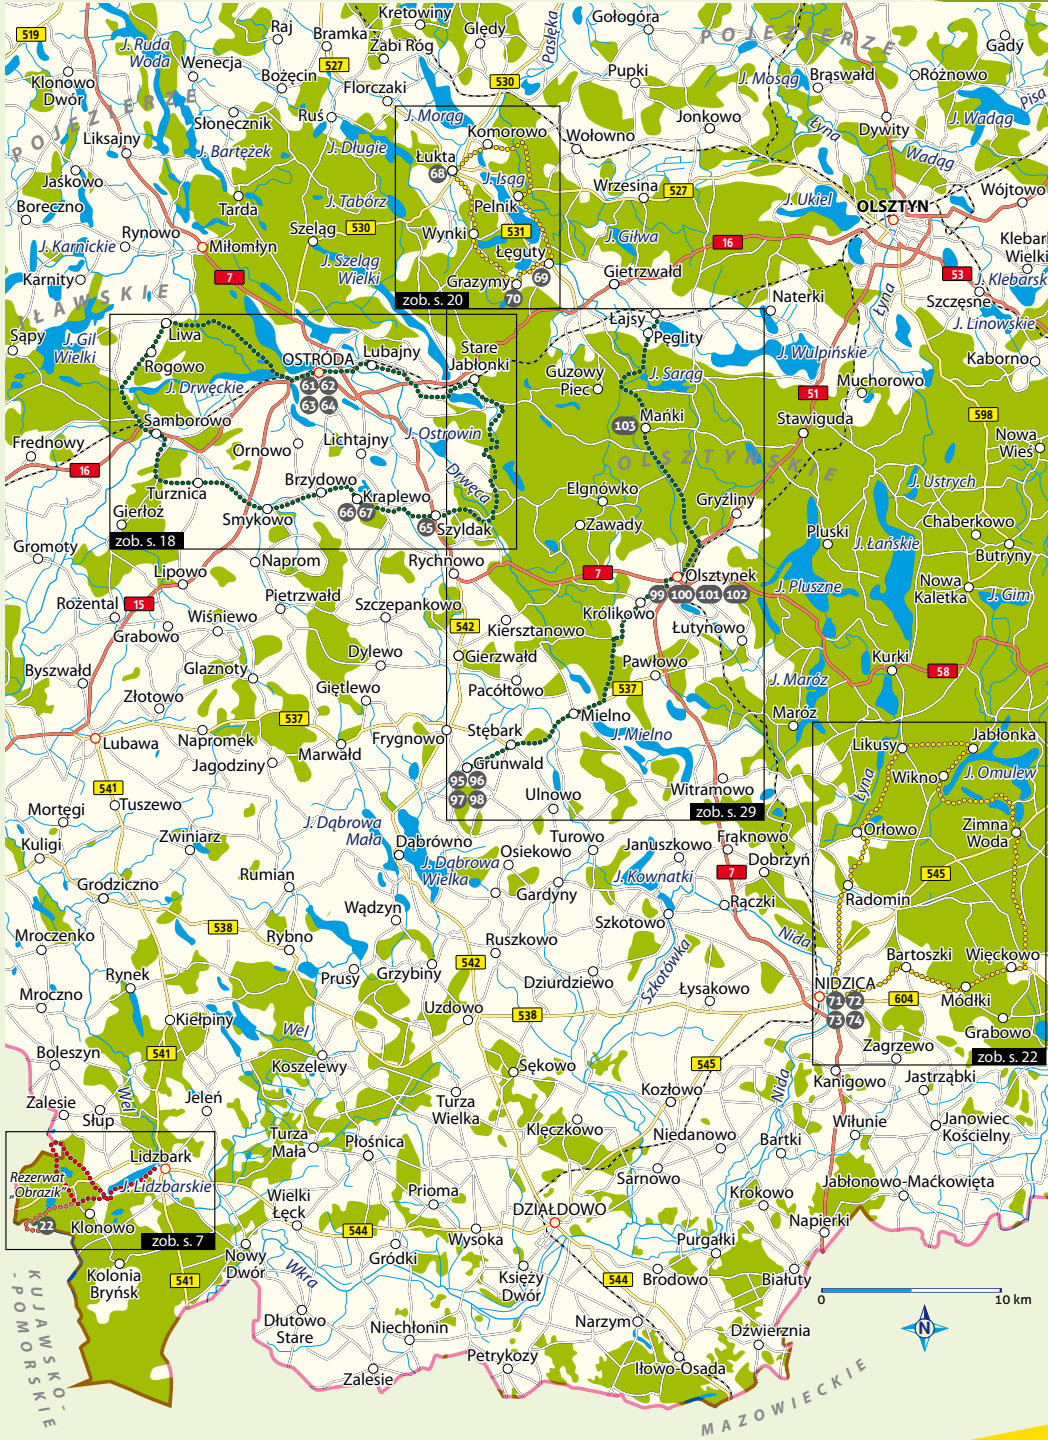 519
J. Ruda
Woda
Wenecja
Klonowo
Dwór
POJEZIERZE
Raj
Bramka
527
Bożęcin
Kretowiny
Żabi Róg
Florczaki
Ględy
530
Pasłęka
Gołogóra
Pupki
POJEZIERZE
J. Mosąg
Brąswałd
Gady
Różnowo
Pisa
J. Wadąg
Liksajny
Słonecznik
J. Bartężek
Ruś
J. Długie
J. Morąg
Komorowo
Wołowno
Jonkowo
Łyna
Dywity
Wadąg
Jaśkowo
Boreczno
Tarda
J. Tabórz
Łukta
68
J. Isąg
Pelnik
Wrzesina
527
J. Ukiel
OLSZTYN
Wójtowo
J. Karnickie
Rynowo
Miłomłyn
Szeląg
530
Wynki
531
J. Giłwa
16
Klebark
Wielki
Karnity
7
J. Szeląg
Wielki
Łęguty
69
Grazymy
70
zob. s. 20
Gietrzwałd
Łyna
53
J. Klebarsk
Szczęsne
IŁAWSKIE
Naterki
J. Linowskie
Sąpy
J. Gil
Wielki
Liwa
Rogowo
J. Drwęckie
OSTRÓDA
61 62
63 64
Lubajny
Stare
Jabłonki
Łajsy
Pęglity
J. Wulpińskie
Kaborno
Guzowy
Piec
J. Sarąg
51
Muchorowo
Samborowo
Frednowy
16
Ornowo
Lichtajny
J. Ostrowin
103
Mańki
Stawiguda
598
Nowa
Wieś
OLSZTYŃSKIE
Turznica
Gierłoż
zob. s. 18
Smykowo
Brzydowo
66 67
Kraplewo
Drwęca
65
Szyldak
Elgnówko
Zawady
Gryźliny
J. Ustrych
Chaberkowo
Butryny
Pluski
J. Łańskie
Gromoty
Lipowo
Naprom
Rychnowo
7
Olsztynek
99 100 101 102
J. Pluszne
Nowa
Kaletka
J. Gim
Rożental
15
Grabowo
Wiśniewo
Pietrzwałd
Szczepankowo
542
Kiersztanowo
Królikowo
Łutynowo
Byszwałd
Glaznoty
Złotowo
Dylewo
Giętlewo
Gierzwałd
Pacółtowo
Pawłowo
537
Kurki
58
J. Maróz
Maróz
Lubawa
Napromek
Jagodziny
537
Marwałd
Frygnowo
Stębark
Mielno
J. Mielno
Grunwald
95 96
97 98
Ulnowo
Witramowo
zob. s. 29
Likusy
Jabłonka
Wikno
J. Omulew
Łyna
541
Tuszewo
Mortęgi
Kuligi
Zwiniarz
J. Dąbrowa
Mała
Dąbrówno
J. Dąbrowa
Wielka
Osiekowo
Turowo
Januszkowo
Frąknowo
Dobrzyń
Orłowo
Zimna
Woda
Grodziczno
Rumian
Gardyny
J. Kownatki
7
545
Radomin
Mroczenko
538
Rybno
Wądzyn
Szkotowo
Rączki
Nida
Ruszkowo
Rynek
Prusy
Grzybiny
542
Dziurdziewo
Szkotówka
Łysakowo
Bartoszki
Więckowo
NIDZICA
71 72
73 74
604
Módłki
Grabowo
Mroczno
Kiełpiny
Wel
Uzdowo
538
Zagrzewo
zob. s. 22
Boleszyn
541
Koszelewy
Sękowo
545
Kanigowo
Jastrząbki
Zalesie
Słup
Wel
Jeleń
Turza
Wielka
Kozłowo
Nida
Wiłunie
Janowiec
Kościelny
Lidzbark
Turza
Mała
Płośnica
Klęczkowo
Niedanowo
Bartki
Rezerwat
„Obrazik”
J. Lidzbarskie
Sarnowo
Jabłonowo-Maćkowięta
22
Klonowo
zob. s. 7
Wielki
Łęck
Prioma
DZIAŁDOWO
Krokowo
Napierki
544
Wysoka
Purgałki
Kolonia
Bryńsk
Nowy
Dwór
541
Wkra
Gródki
Księży
Dwór
544
Brodowo
Białuty
0
10 km
KUJAWSKO-
-POMORSKIE
Dłutowo
Stare
Niechłonin
Narzym
Dźwierznia
N
Zalesie
Petrykozy
Iłowo-Osada
MAZOWIECKIE